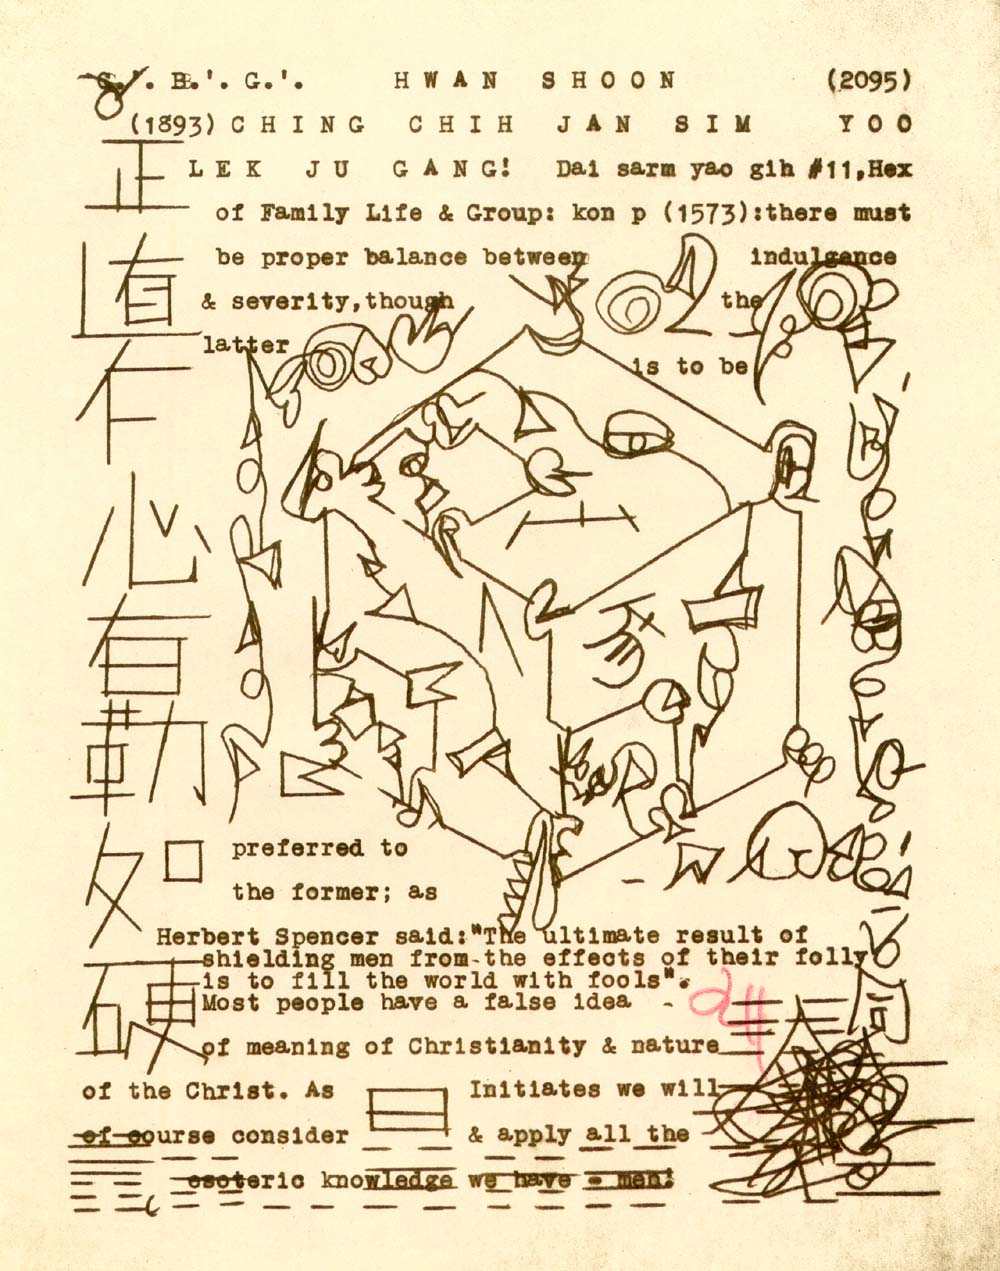 S.'. B.'. G.'. HWAN SHOON (2095)
(1893) CHING CHIH JAN SIM YOO
LEK JU GANG! Dai sarm yao gih #11,Hex
of Family Life & Group: kon p (1573):there must
be proper balance between indulgence
& severity,though the
latter is to be
正
直
仁
心
有
勤
女口
硬
preferred to
the former; as
Herbert Spencer said:"The ultimate result of
shielding men from-the effects of their folly
is to fill the world with fools".
Most people have a false idea
of meaning of Christianity & nature
of the Christ. As Initiates we will
of course consider & apply all the
esoteric knowledge we have - men!